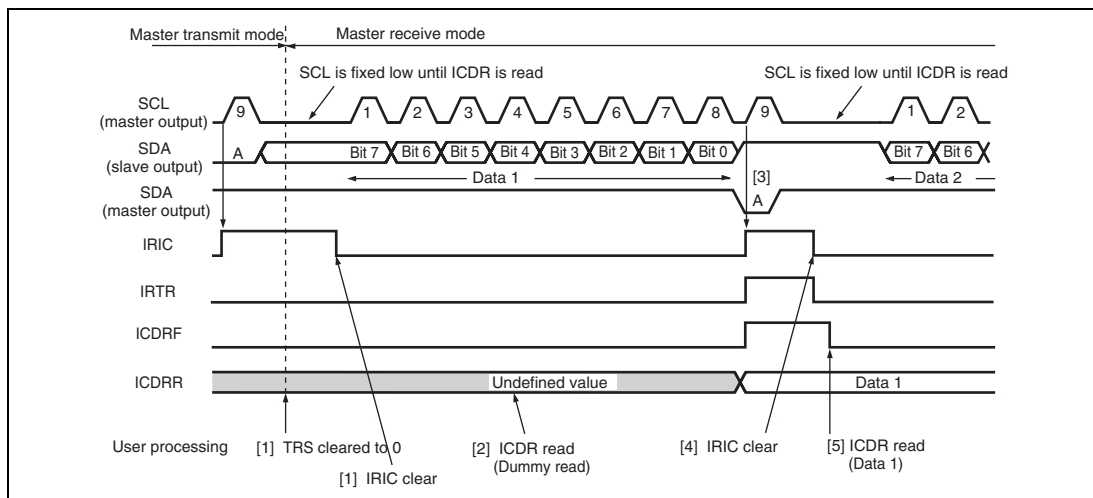 Master transmit mode Master receive mode
SCL is fixed low until ICDR is read SCL is fixed low until ICDR is read
SCL
(master output)
9 1 2 3 4 5 6 7 8 9 1 2
SDA
(slave output)
A Bit 7 Bit 6 Bit 5 Bit 4 Bit 3 Bit 2 Bit 1 Bit 0 Bit 7 Bit 6
Data 1 [3] Data 2
SDA
(master output)
A
IRIC
IRTR
ICDRF
ICDRR Undefined value Data 1
User processing [1] TRS cleared to 0 [2] ICDR read
(Dummy read)
[4] IRIC clear [5] ICDR read
(Data 1)
[1] IRIC clear